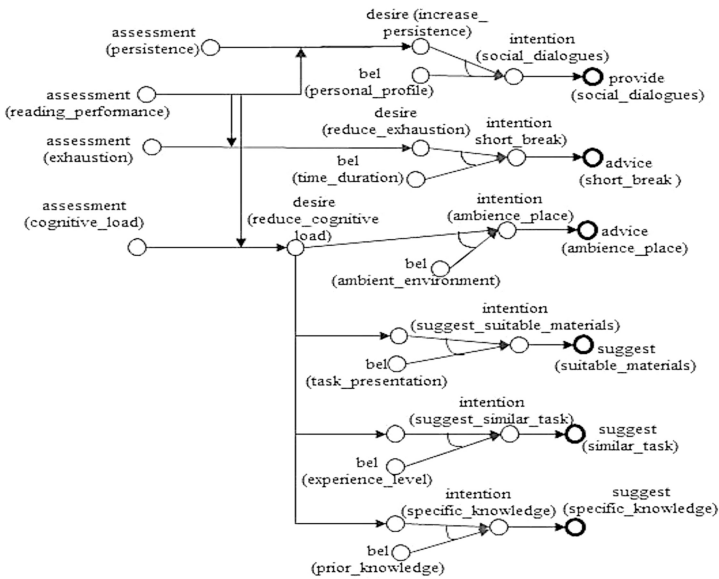 assessment
(persistence)
desire (increase_
persistence)
intention
(social_dialogues)
bel
(personal_profile)
provide
(social_dialogues)
assessment
(reading_performance)
desire
(reduce_exhaustion)
intention
short_break)
assessment
(exhaustion)
bel
(time_duration)
advice
(short_break )
assessment
(cognitive_load)
desire
(reduce_cognitive
load)
intention
(ambience_place)
advice
(ambience_place)
bel
(ambient_environment)
intention
(suggest_suitable_materials)
bel
(task_presentation)
suggest
(suitable_materials)
intention
(suggest_similar_task)
suggest
(similar_task)
bel
(experience_level)
intention
(specific_knowledge)
suggest
(specific_knowledge)
bel
(prior_knowledge)